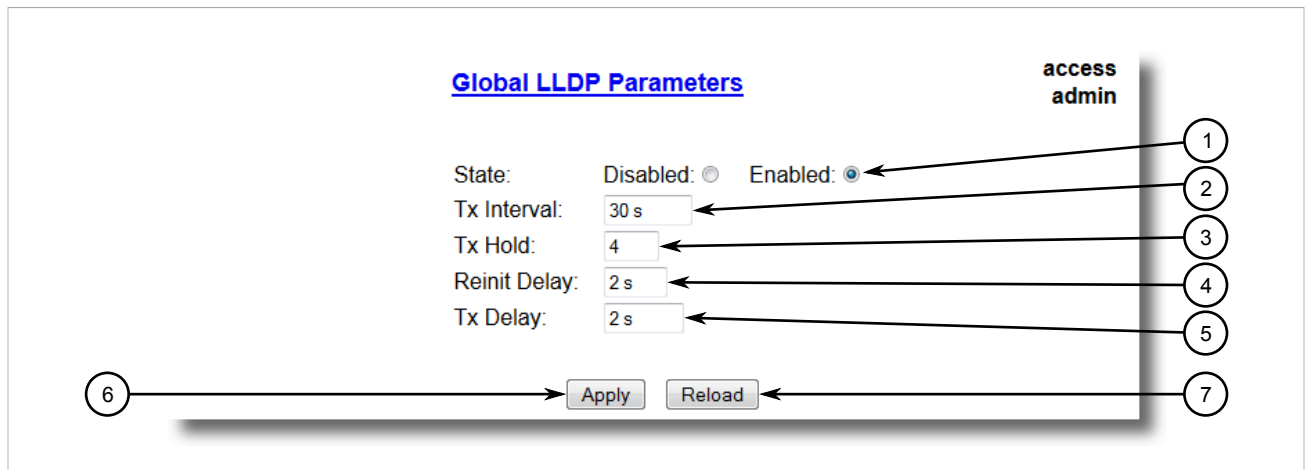 Global LLDP Parameters
access
admin
State: Disabled: Enabled:
1
Tx Interval: 30 s
2
Tx Hold: 4
3
Reinit Delay: 2 s
4
Tx Delay: 2 s
5
6
Apply Reload
7